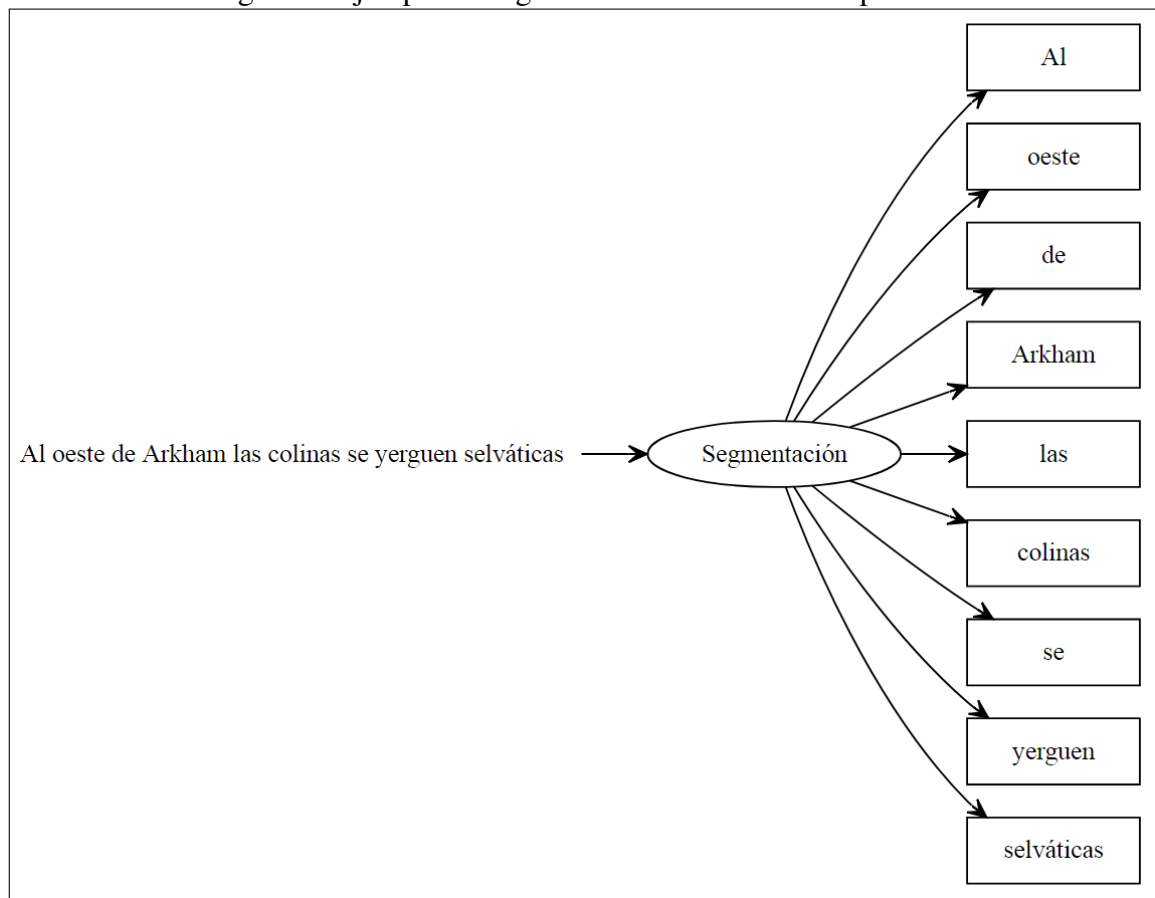 Al oeste de Arkham las colinas se yerguen selváticas
Segmentación
Al
oeste
de
Arkham
las
colinas
se
yerguen
selváticas